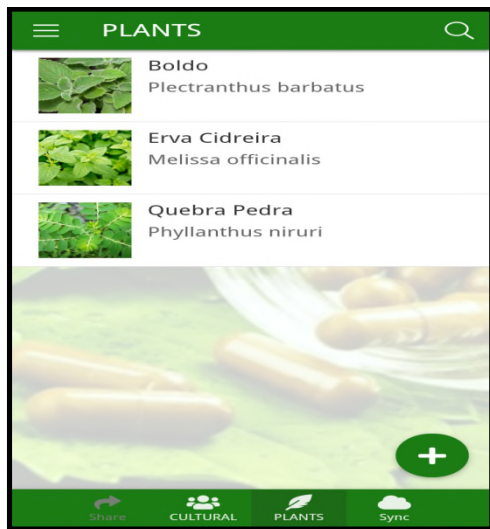 PLANTS
Boldo
Plectranthus barbatus
Erva Cidreira
Melissa officinalis
Quebra Pedra
Phyllanthus niruri
Share
CULTURAL
PLANTS
Sync